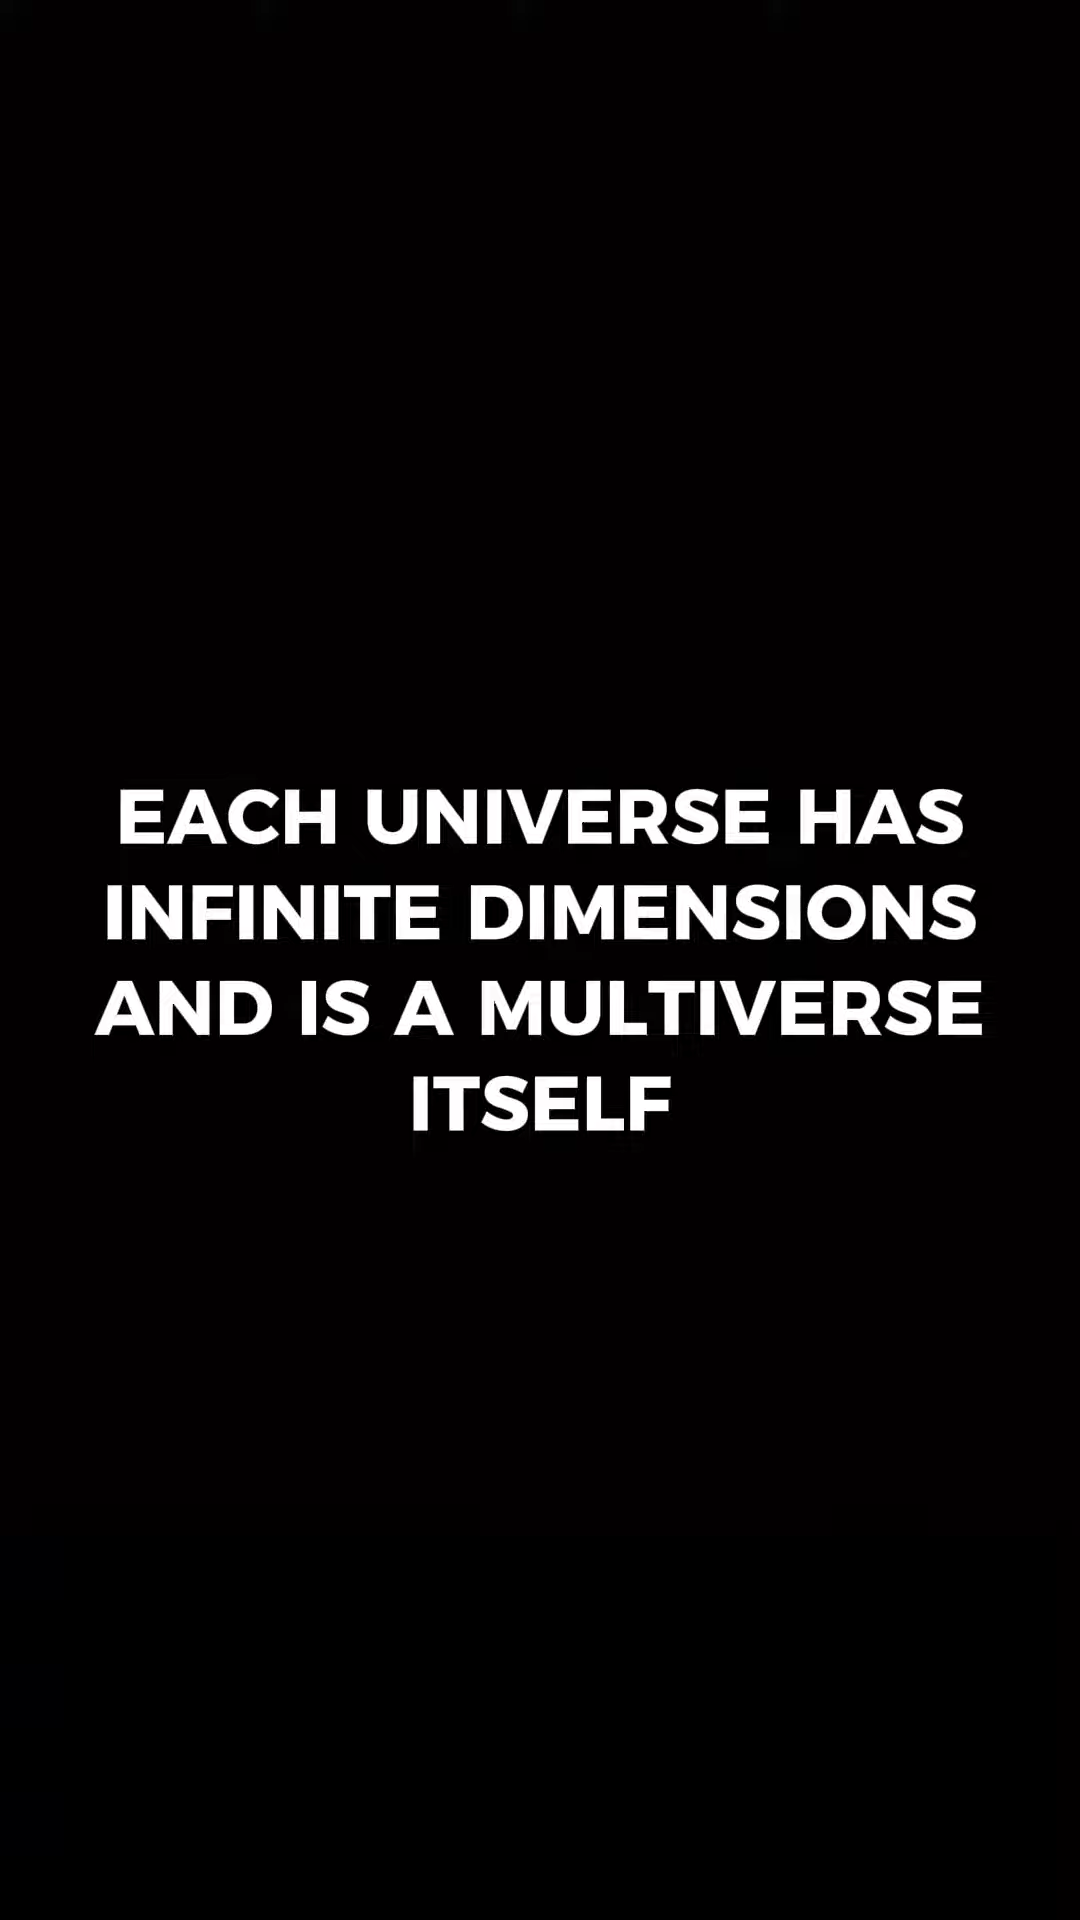 EACH UNIVERSE HAS
INFINITE DIMENSIONS
AND IS A MULTIVERSE
ITSELF